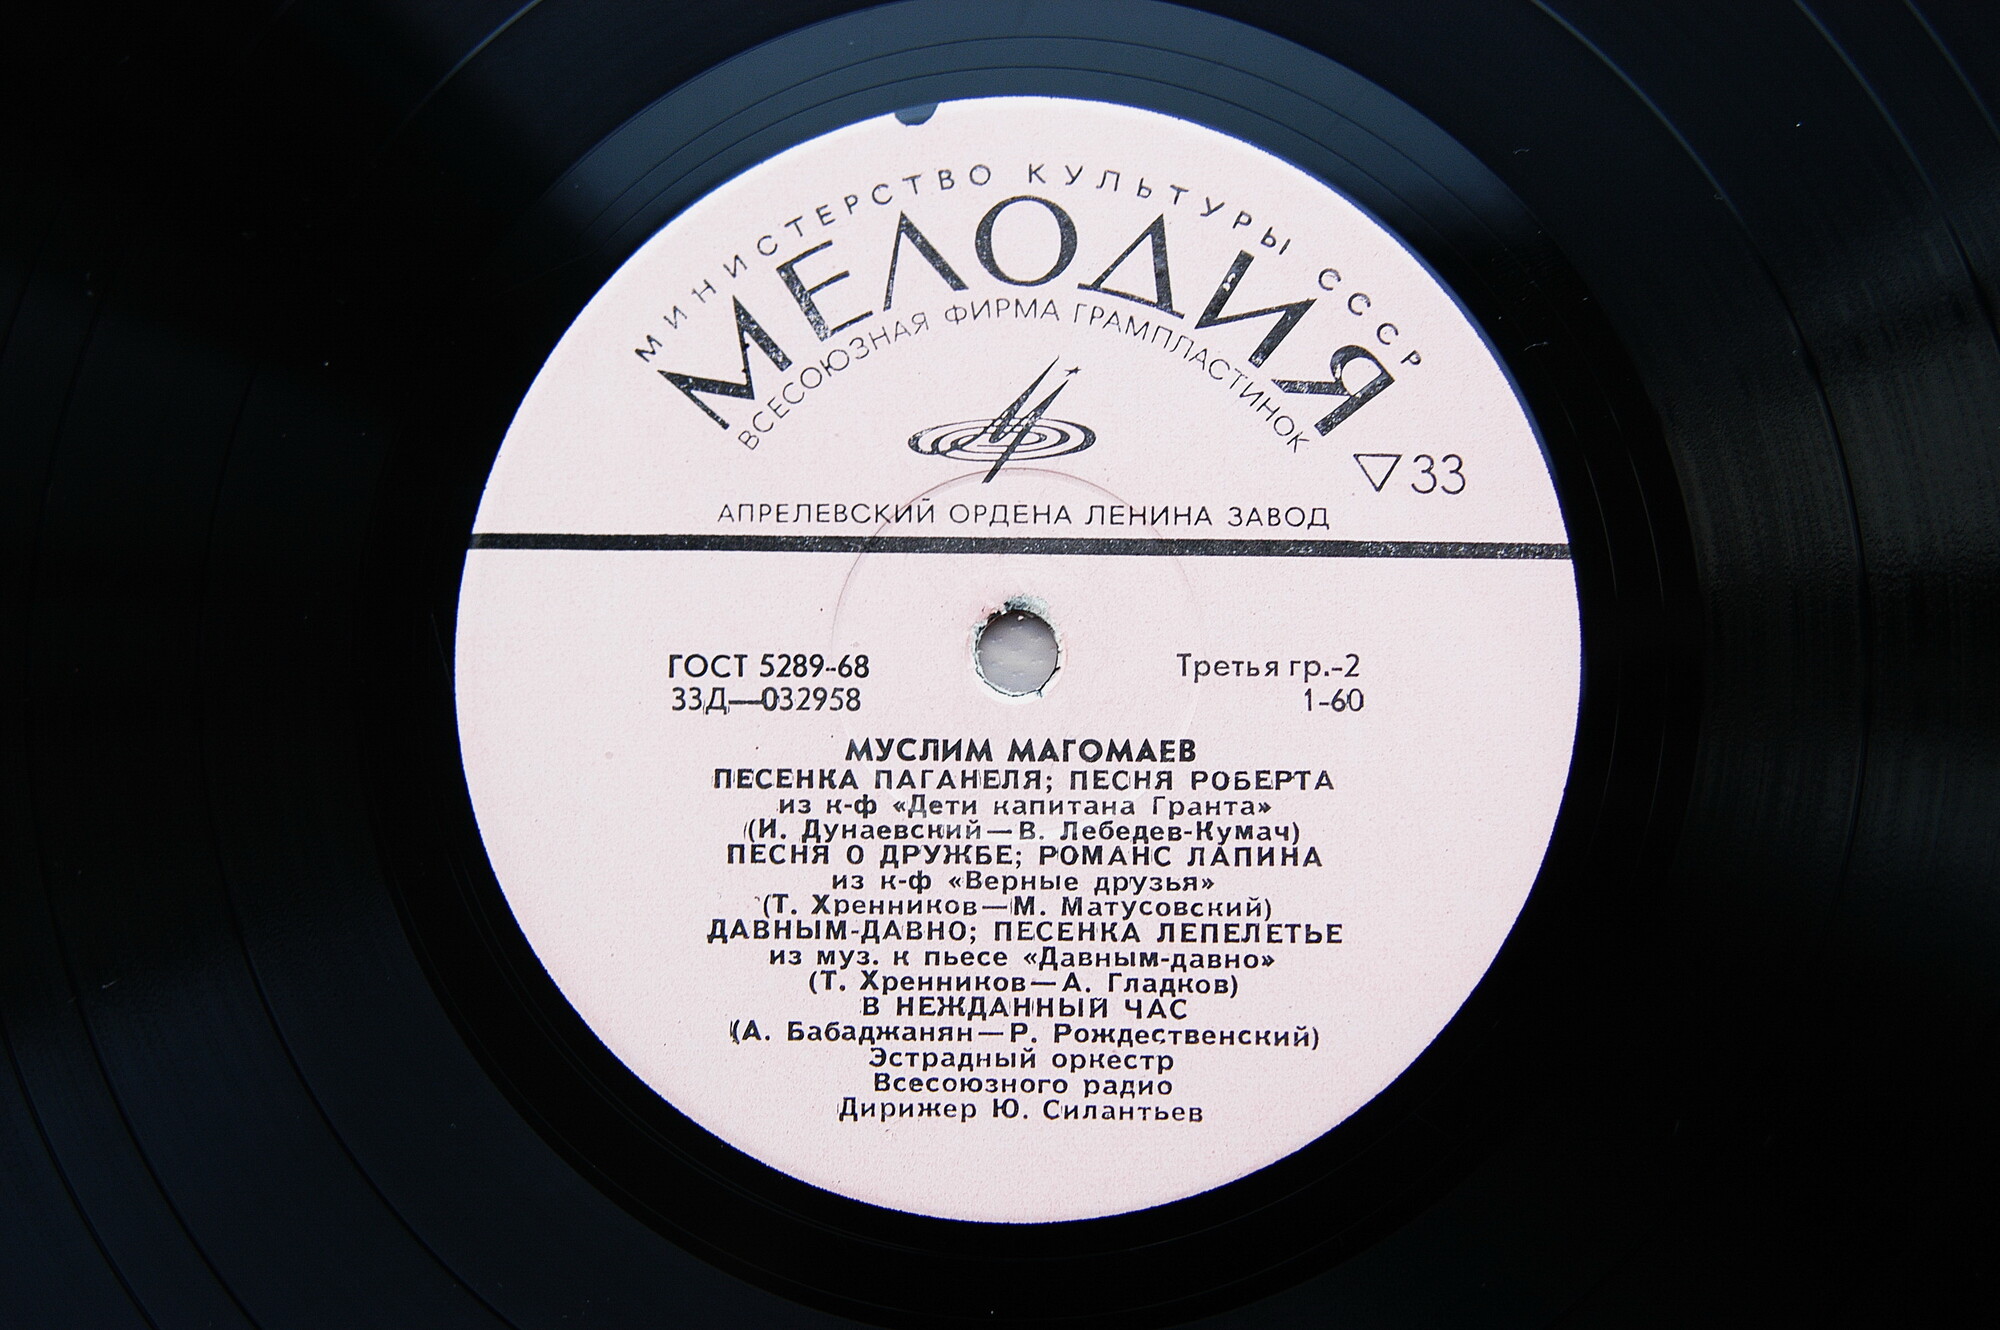 МИНИСТЕРСТВО КУЛЬТУРЫ СССР
МЕЛОДИЯ
ВСЕСОЮЗНАЯ ФИРМА ГРАМПЛАСТИНОК
▽33
АПРЕЛЕВСКИЙ ОРДЕНА ЛЕНИНА ЗАВОД
ГОСТ 5289-68
Третья гр.-2
33Д—032958
1-60
МУСЛИМ МАГОМАЕВ
ПЕСЕНКА ПАГАНЕЛЯ; ПЕСНЯ РОБЕРТА
из к-ф «Дети капитана Гранта»
(И. Дунаевский—В. Лебедев-Кумач)
ПЕСНЯ О ДРУЖБЕ; РОМАНС ЛАПИНА
из к-ф «Верные друзья»
(Т. Хренников—М. Матусовский)
ДАВНЫМ-ДАВНО; ПЕСЕНКА ЛЕПЕЛЕТЬЕ
из муз. к пьесе «Давным-давно»
(Т. Хренников—А. Гладков)
В НЕЖДАННЫЙ ЧАС
(А. Бабаджанян—Р. Рождественский)
Эстрадный оркестр
Всесоюзного радио
Дирижер Ю. Силантьев